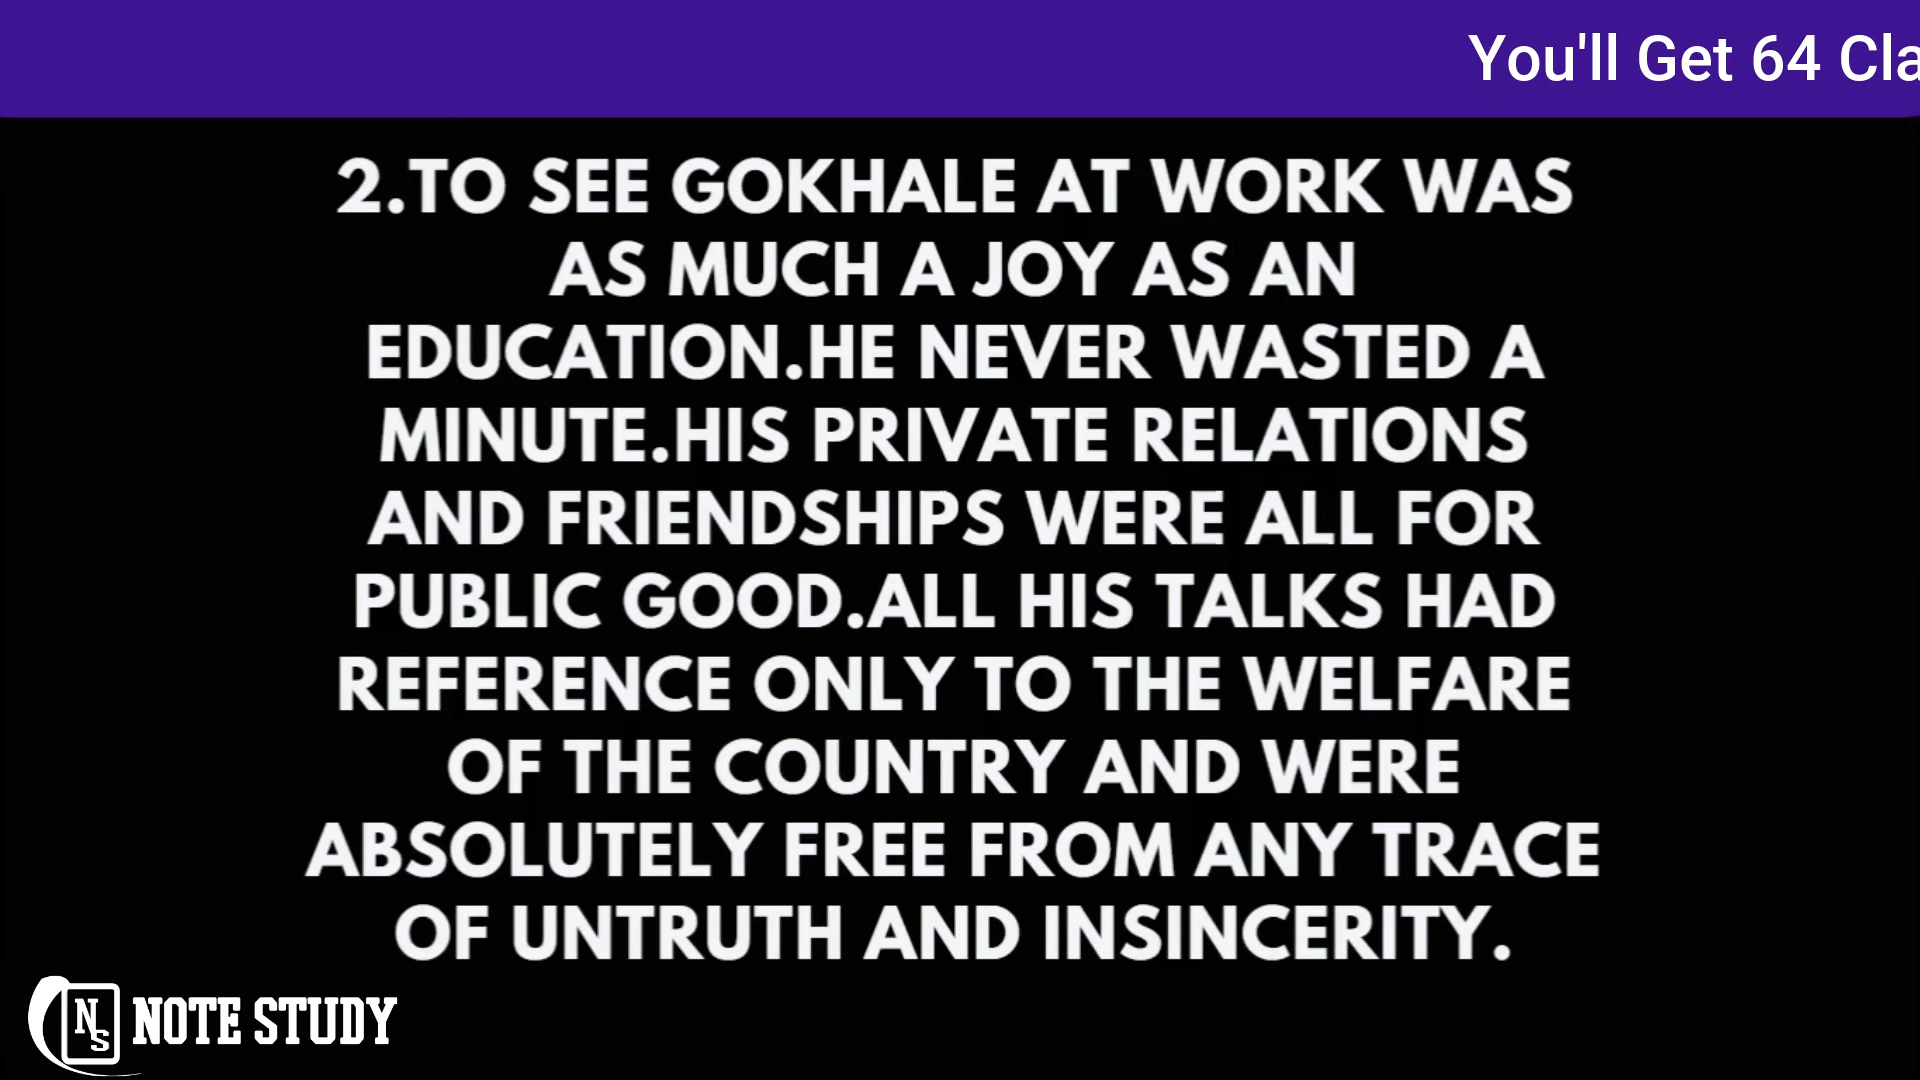 You'll Get 64 Cla
2.TO SEE GOKHALE AT WORK WAS
AS MUCH A JOY AS AN
EDUCATION.HE NEVER WASTED A
MINUTE.HIS PRIVATE RELATIONS
AND FRIENDSHIPS WERE ALL FOR
PUBLIC GOOD.ALL HIS TALKS HAD
REFERENCE ONLY TO THE WELFARE
OF THE COUNTRY AND WERE
ABSOLUTELY FREE FROM ANY TRACE
OF UNTRUTH AND INSINCERITY.
NS NOTE STUDY